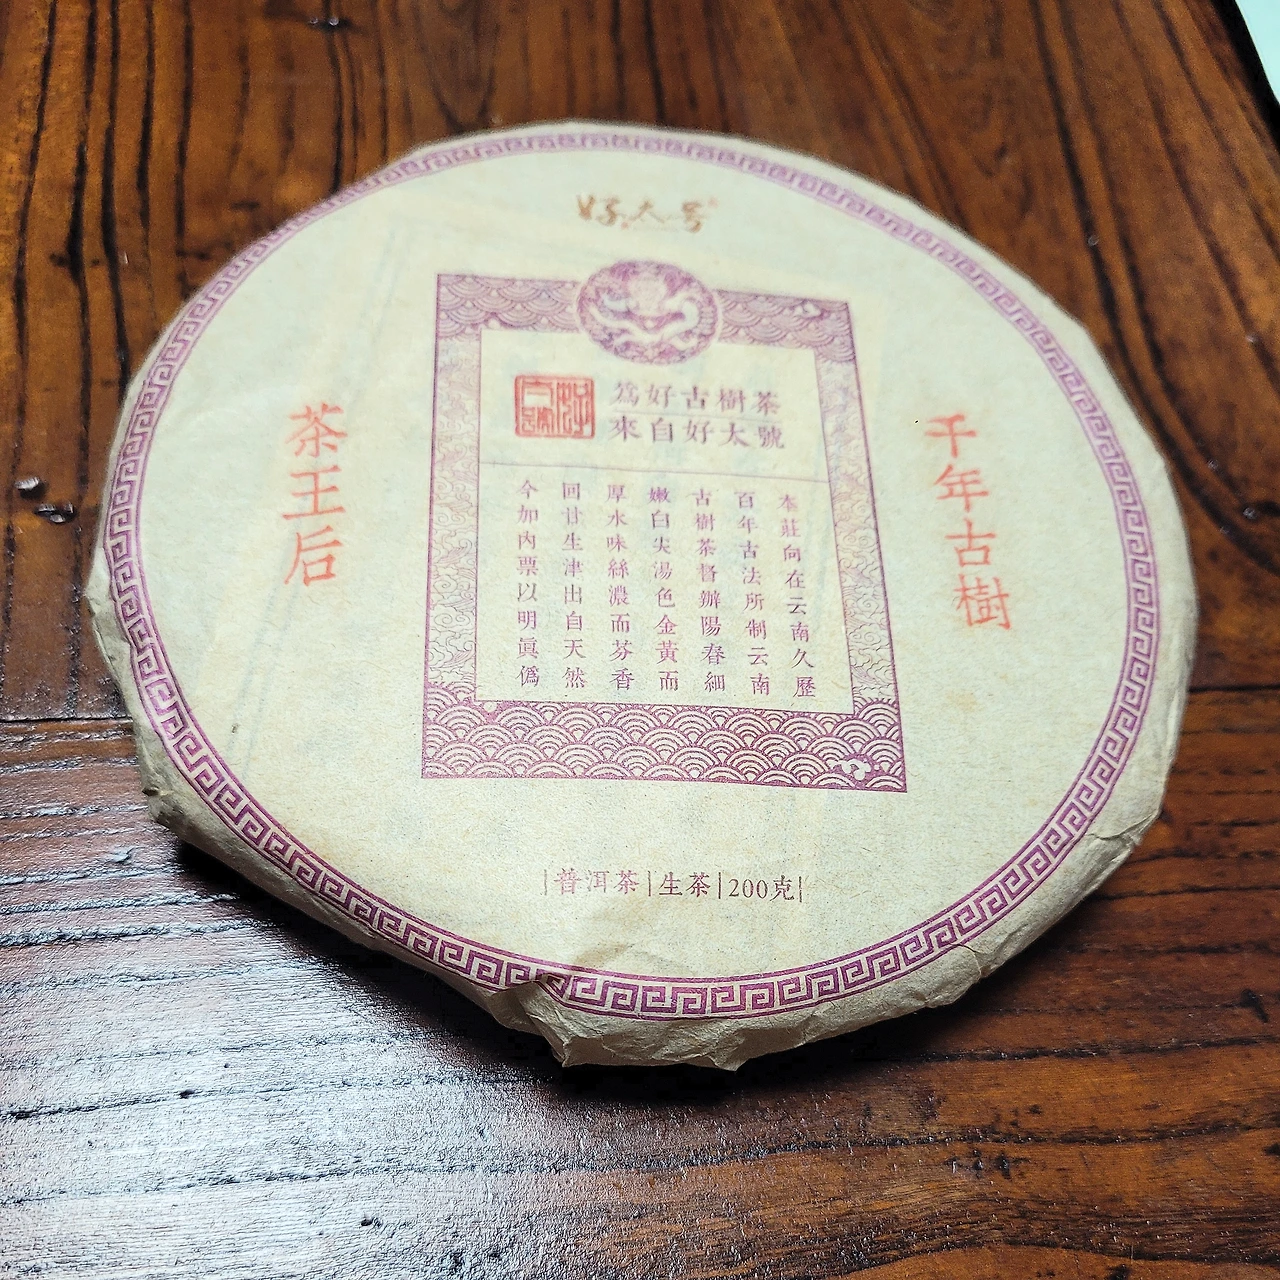 好太号
為好古樹茶
來自好太號
千年古樹
茶王后
本莊向在云南久歷
百年古法所制云南
古樹茶督辦陽春細
嫩白尖湯色金黃而
厚水味絲濃而芬香
回甘生津出自天然
今加內票以明眞僞
|普洱茶|生茶|200克|